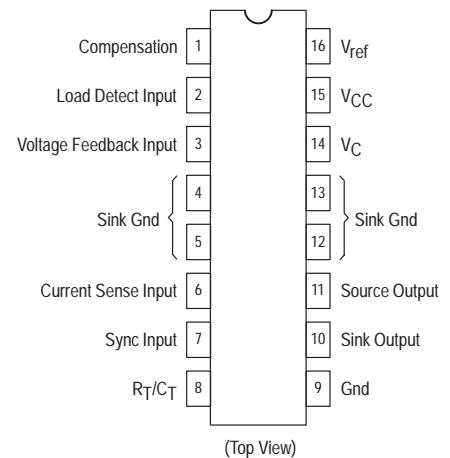 Compensation 1 16 Vref
Load Detect Input 2 15 VCC
Voltage Feedback Input 3 14 VC
4 13
Sink Gnd Sink Gnd
5 12
Current Sense Input 6 11 Source Output
Sync Input 7 10 Sink Output
RT/CT 8 9 Gnd
(Top View)